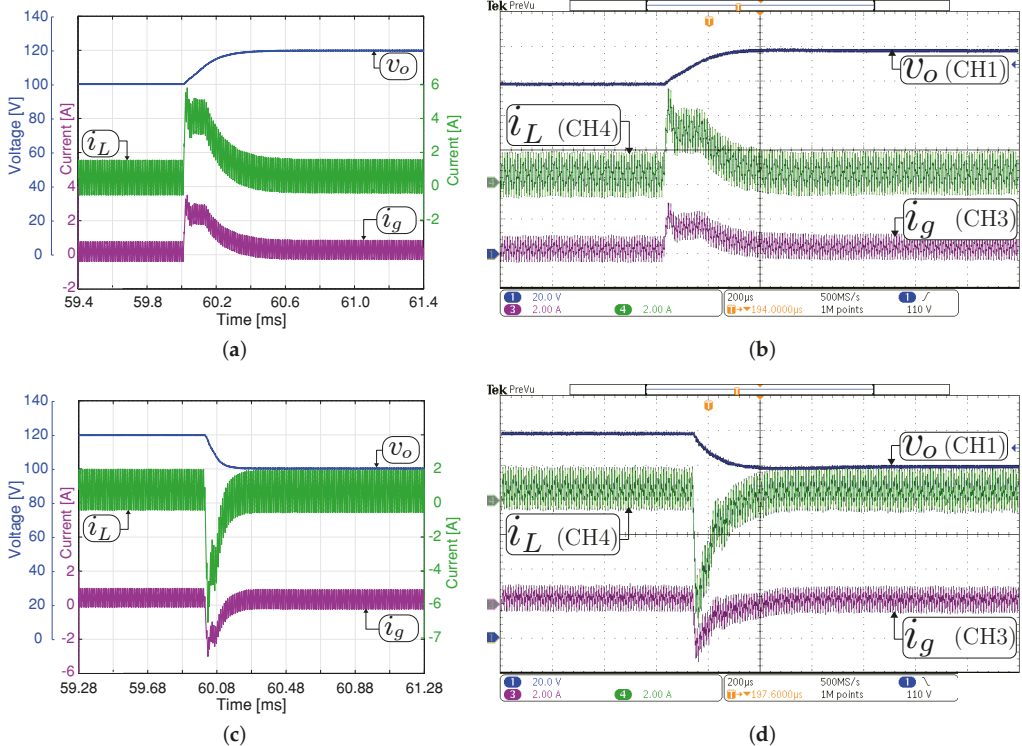 140
120
100
80
60
40
20
0
Voltage [V]
Current [A]
4
2
0
-2
6
4
2
0
-2
Current [A]
v_o
i_L
i_g
59.4
59.8
60.2
60.6
61.0
61.4
Time [ms]
(a)
Tek PreVu
T
v_o (CH1)
i_L (CH4)
i_g (CH3)
1 20.0 V
3 2.00 A
4 2.00 A
200µs
T→▼194.0000µs
500MS/s
1M points
1
110 V
(b)
140
120
100
80
60
40
20
0
Voltage [V]
Current [A]
2
0
-2
-6
2
0
-2
-4
-6
-7
Current [A]
v_o
i_L
i_g
59.28
59.68
60.08
60.48
60.88
61.28
Time [ms]
(c)
Tek PreVu
T
v_o (CH1)
i_L (CH4)
i_g (CH3)
1 20.0 V
3 2.00 A
4 2.00 A
200µs
T→▼197.6000µs
500MS/s
1M points
1
110 V
(d)